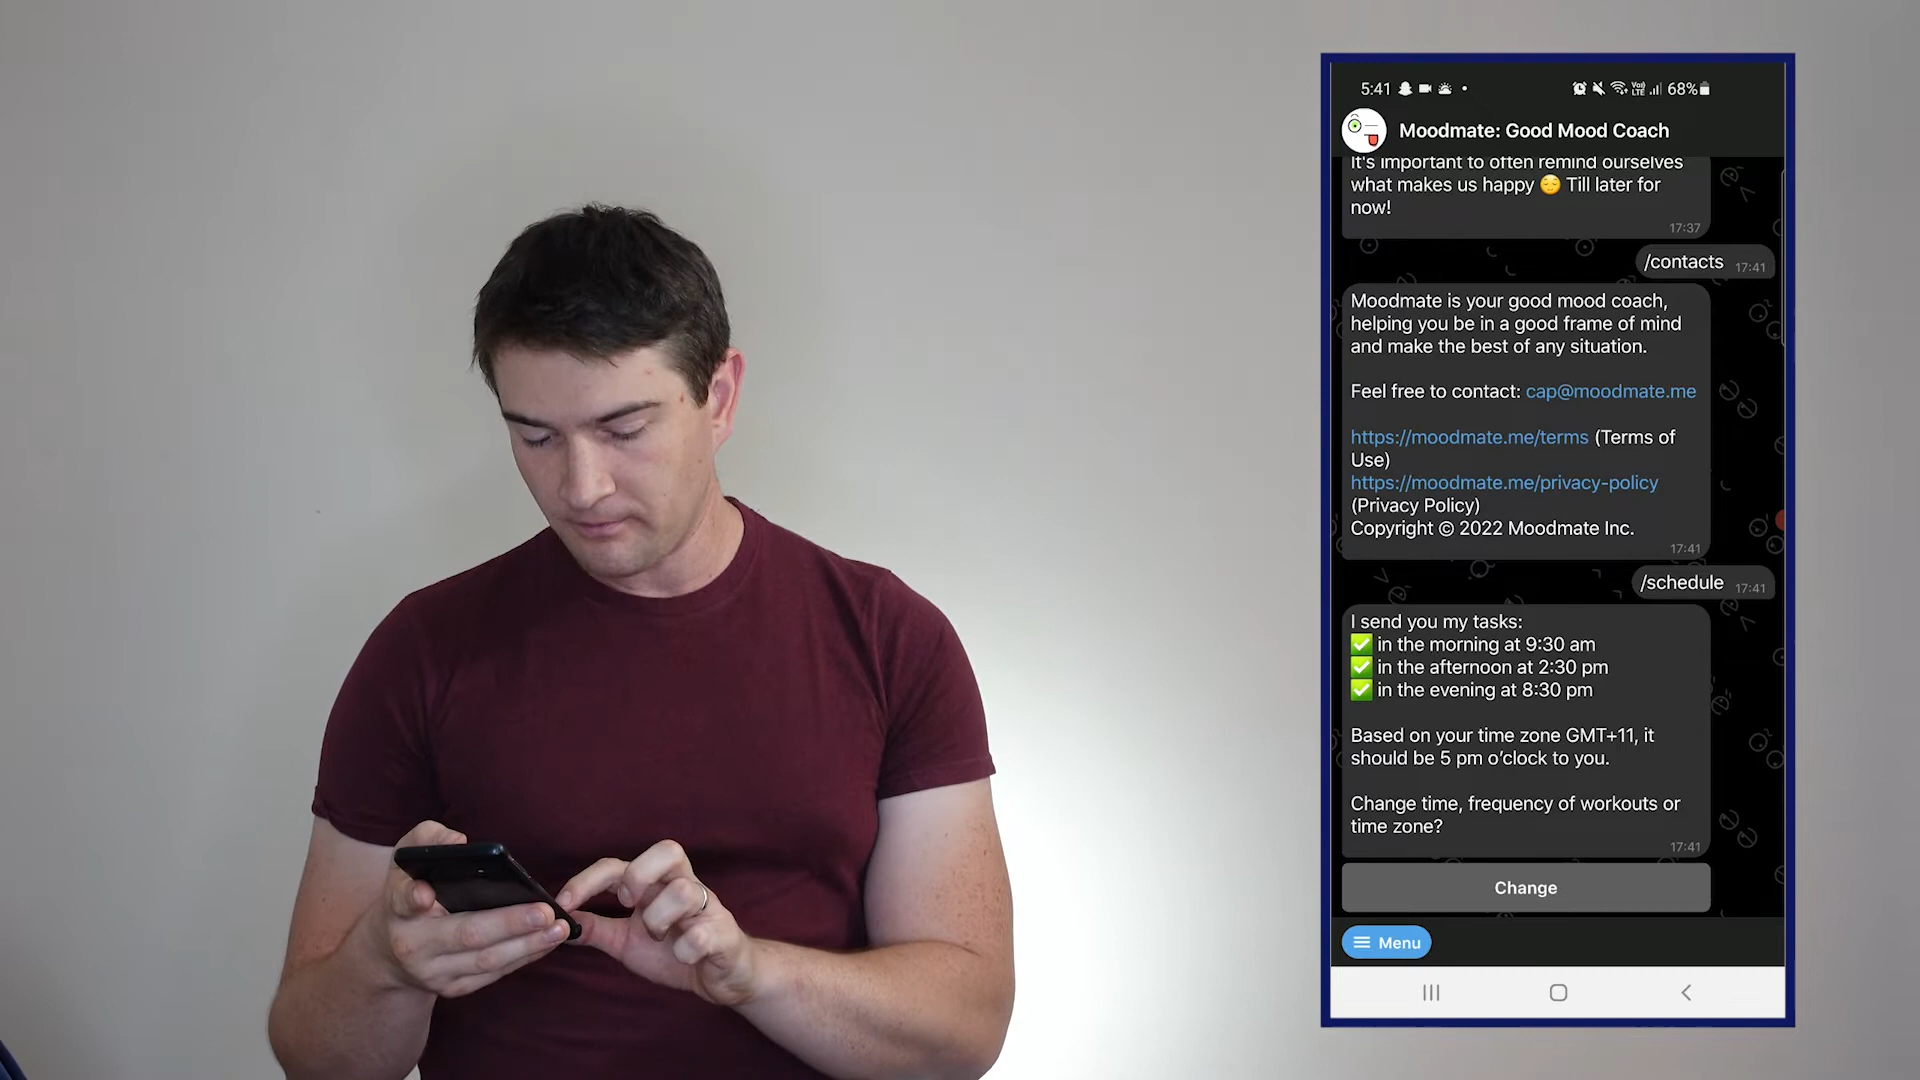 5:41
68%
Moodmate: Good Mood Coach
It's important to often remind ourselves
what makes us happy 😌 Till later for
now!
17:37
/contacts 17:41
Moodmate is your good mood coach,
helping you be in a good frame of mind
and make the best of any situation.
Feel free to contact: cap@moodmate.me
https://moodmate.me/terms (Terms of
Use)
https://moodmate.me/privacy-policy
(Privacy Policy)
Copyright © 2022 Moodmate Inc.
17:41
/schedule 17:41
I send you my tasks:
✅ in the morning at 9:30 am
✅ in the afternoon at 2:30 pm
✅ in the evening at 8:30 pm
Based on your time zone GMT+11, it
should be 5 pm o’clock to you.
Change time, frequency of workouts or
time zone?
17:41
Change
Menu